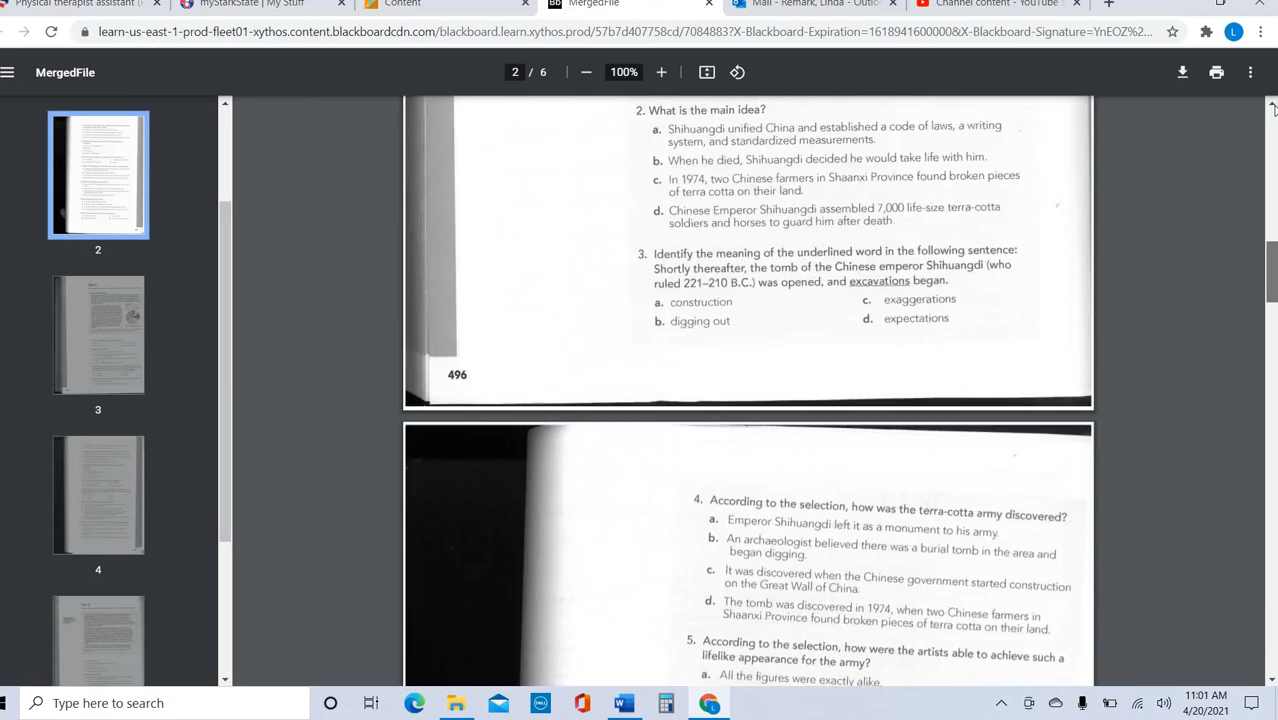 Physical therapist assistant (F
myStarkState | My Stuff
Content
MergedFile
Mail - Remark, Linda - Outlo
Channel content - YouTube S
learn-us-east-1-prod-fleet01-xythos.content.blackboardcdn.com/blackboard.learn.xythos.prod/57b7d407758cd/7084883?X-Blackboard-Expiration=1618941600000&X-Blackboard-Signature=YnEOZ%2...
L
MergedFile
2 / 6
100%
2
3
4
2. What is the main idea?
a. Shihuangdi unified China and established a code of laws, a writing
system, and standardized measurements.
b. When he died, Shihuangdi decided he would take life with him.
c. In 1974, two Chinese farmers in Shaanxi Province found broken pieces
of terra cotta on their land.
d. Chinese Emperor Shihuangdi assembled 7,000 life-size terra-cotta
soldiers and horses to guard him after death.
3. Identify the meaning of the underlined word in the following sentence:
Shortly thereafter, the tomb of the Chinese emperor Shihuangdi (who
ruled 221–210 B.C.) was opened, and excavations began.
a. construction
c. exaggerations
b. digging out
d. expectations
496
4. According to the selection, how was the terra-cotta army discovered?
a. Emperor Shihuangdi left it as a monument to his army.
b. An archaeologist believed there was a burial tomb in the area and
began digging.
c. It was discovered when the Chinese government started construction
on the Great Wall of China.
d. The tomb was discovered in 1974, when two Chinese farmers in
Shaanxi Province found broken pieces of terra cotta on their land.
5. According to the selection, how were the artists able to achieve such a
lifelike appearance for the army?
a. All the figures were exactly alike.
Type here to search
11:01 AM
4/20/2021